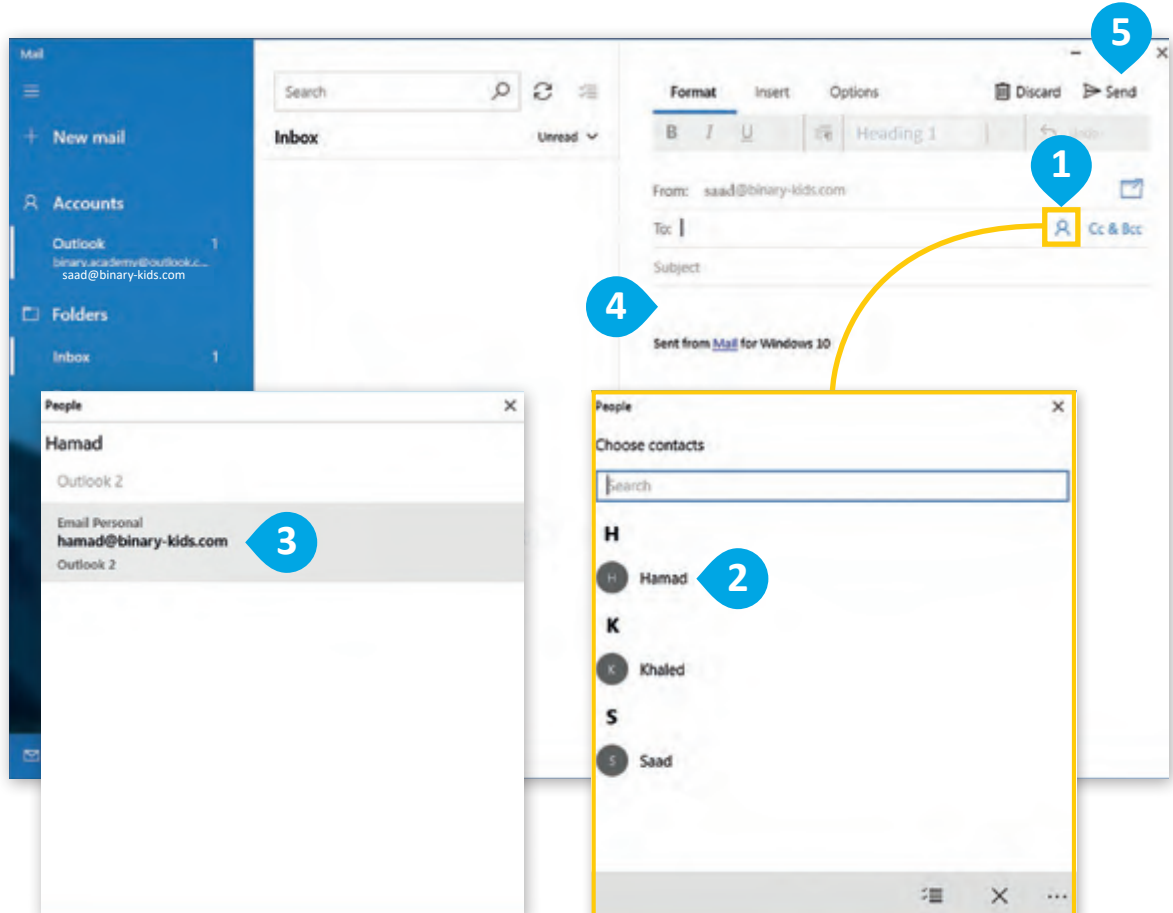 5
Mail
Search
Format Insert Options Discard Send
+ New mail
Inbox
Unread
B I U Heading 1
1
From: saad@binary-kids.com
Accounts
To:
Cc & Bcc
Outlook 1
binary.academy@outlook.c...
saad@binary-kids.com
Subject
4
Folders
Sent from Mail for Windows 10
Inbox 1
People
Hamad
Outlook 2
Email Personal
hamad@binary-kids.com
3
Outlook 2
People
Choose contacts
Search
H
H Hamad
2
K
K Khaled
S
S Saad
...